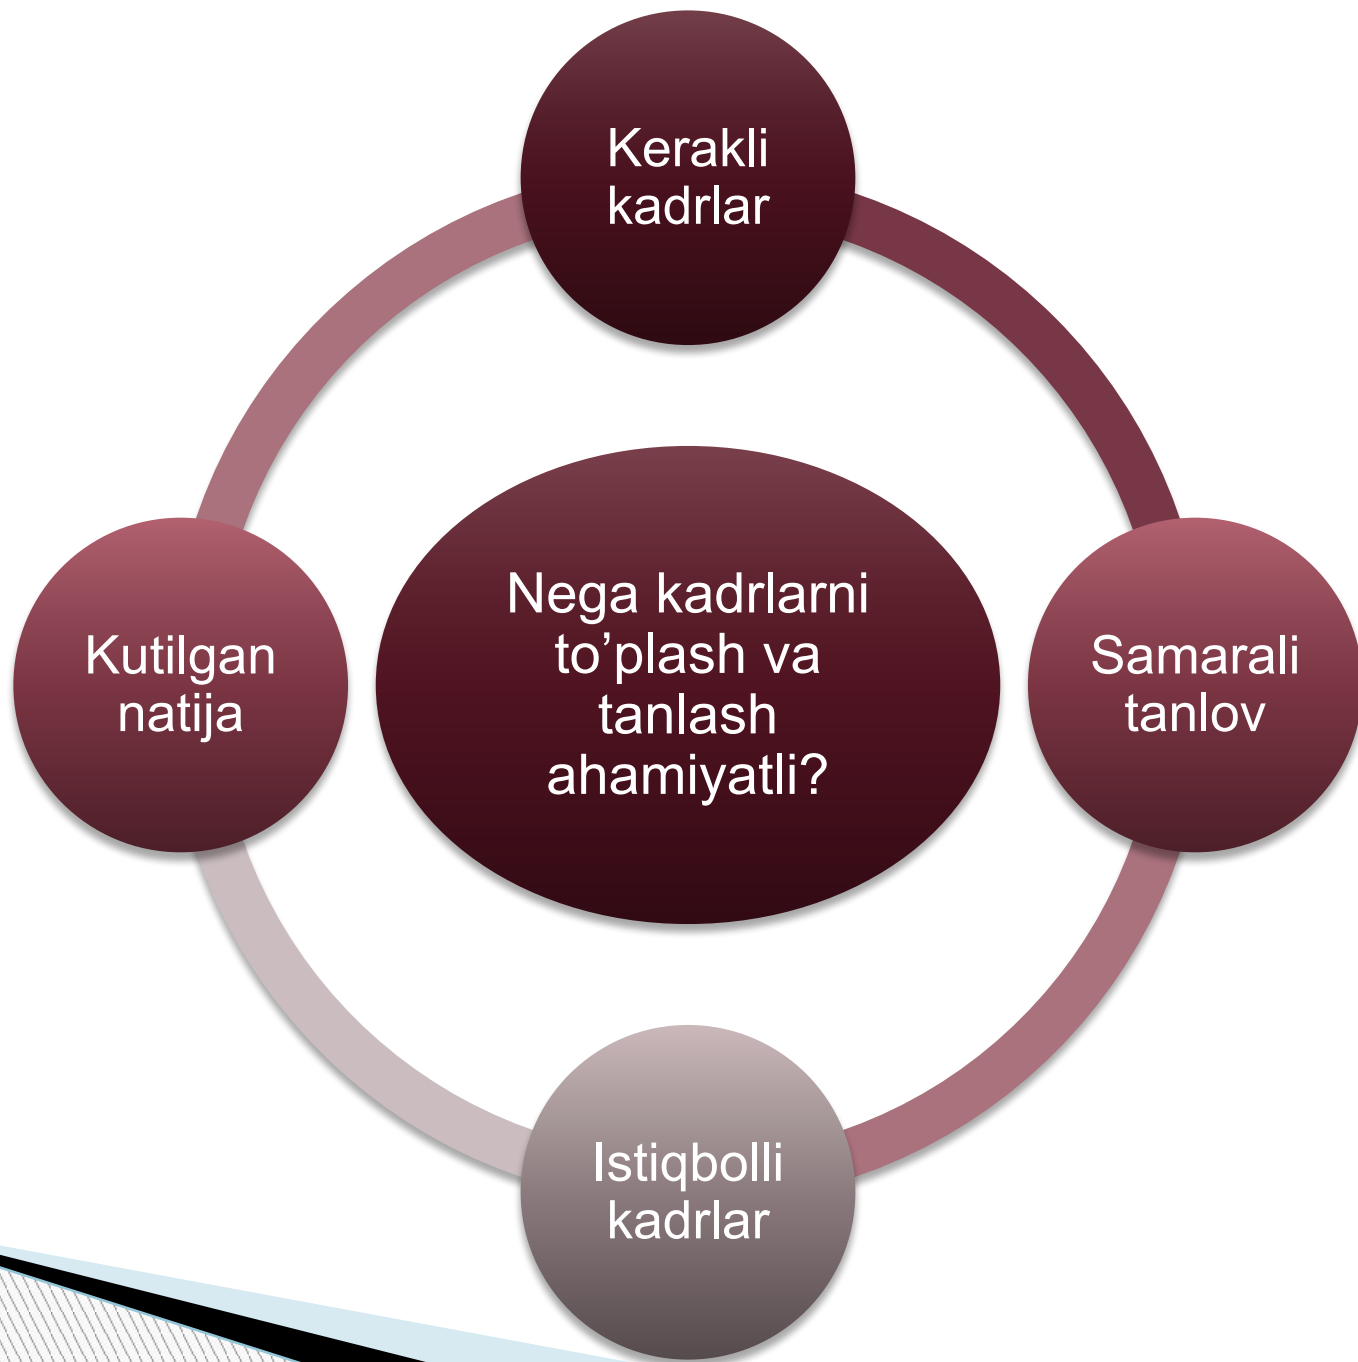 Kerakli
kadrlar
Nega kadrlarni
to’plash va
tanlash
ahamiyatli?
Kutilgan
natija
Samarali
tanlov
Istiqbolli
kadrlar